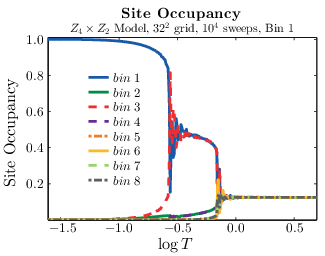 Site Occupancy
Z₄ × Z₂ Model, 32² grid, 10⁴ sweeps, Bin 1
Site Occupancy
1.0
0.8
0.6
0.4
0.2
bin 1
bin 2
bin 3
bin 4
bin 5
bin 6
bin 7
bin 8
−1.5 −1.0 −0.5 0.0 0.5
log T